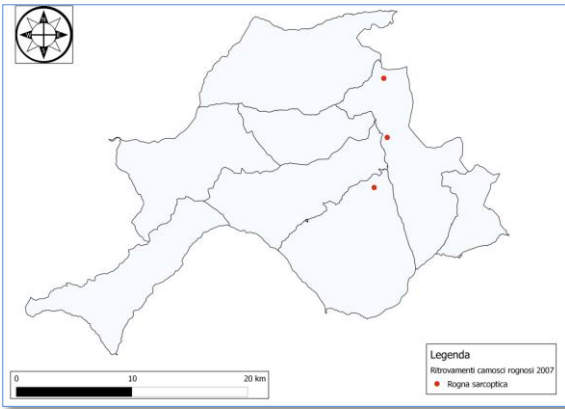 Legenda
Ritrovamenti camosci rognosi 2007
Rogna sarcoptica
0 10 20 km